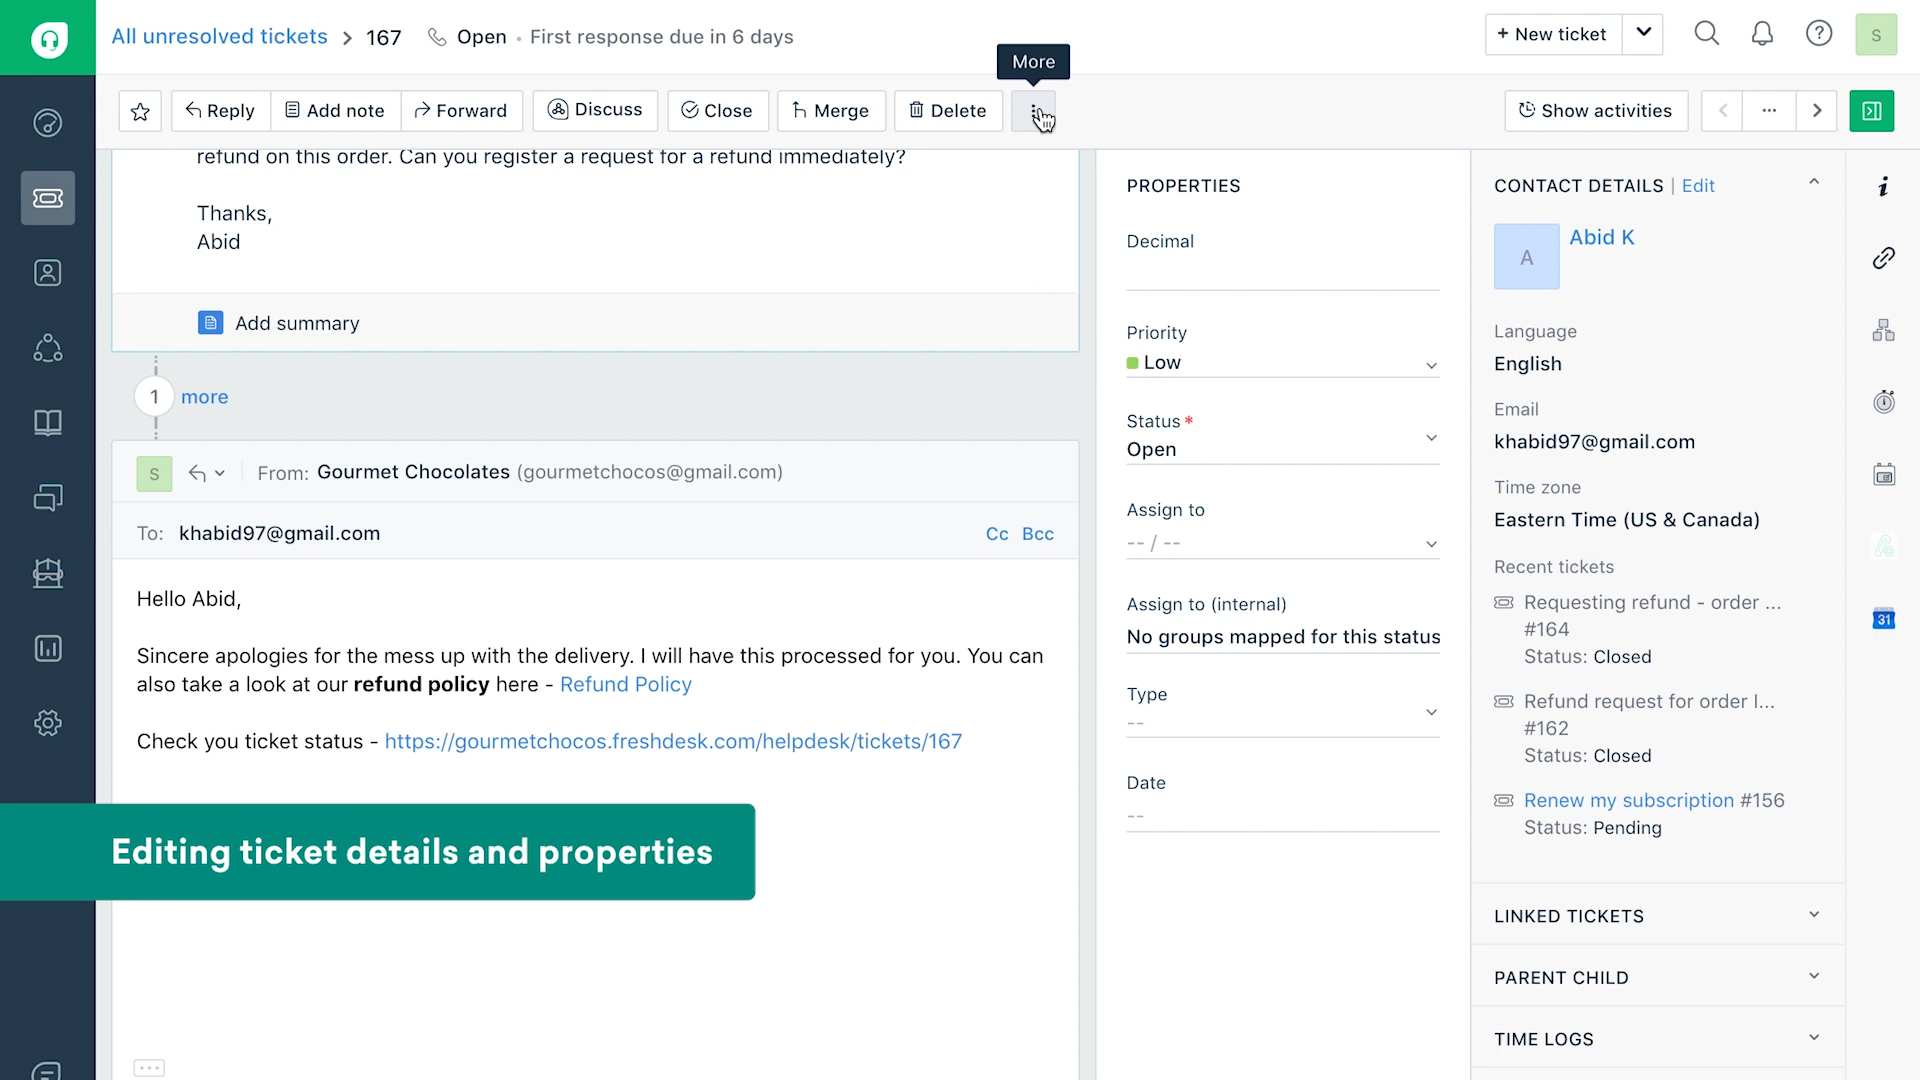 All unresolved tickets > 167 Open • First response due in 6 days
+ New ticket
S
More
Reply
Add note
Forward
Discuss
Close
Merge
Delete
Show activities
refund on this order. Can you register a request for a refund immediately?
Thanks,
Abid
Add summary
1 more
S
From: Gourmet Chocolates (gourmetchocos@gmail.com)
To: khabid97@gmail.com
Cc Bcc
Hello Abid,
Sincere apologies for the mess up with the delivery. I will have this processed for you. You can
also take a look at our refund policy here - Refund Policy
Check you ticket status - https://gourmetchocos.freshdesk.com/helpdesk/tickets/167
Editing ticket details and properties
PROPERTIES
Decimal
Priority
Low
Status *
Open
Assign to
-- / --
Assign to (internal)
No groups mapped for this status
Type
--
Date
--
CONTACT DETAILS | Edit
A
Abid K
Language
English
Email
khabid97@gmail.com
Time zone
Eastern Time (US & Canada)
Recent tickets
Requesting refund - order ...
#164
Status: Closed
Refund request for order I...
#162
Status: Closed
Renew my subscription #156
Status: Pending
LINKED TICKETS
PARENT CHILD
TIME LOGS
31